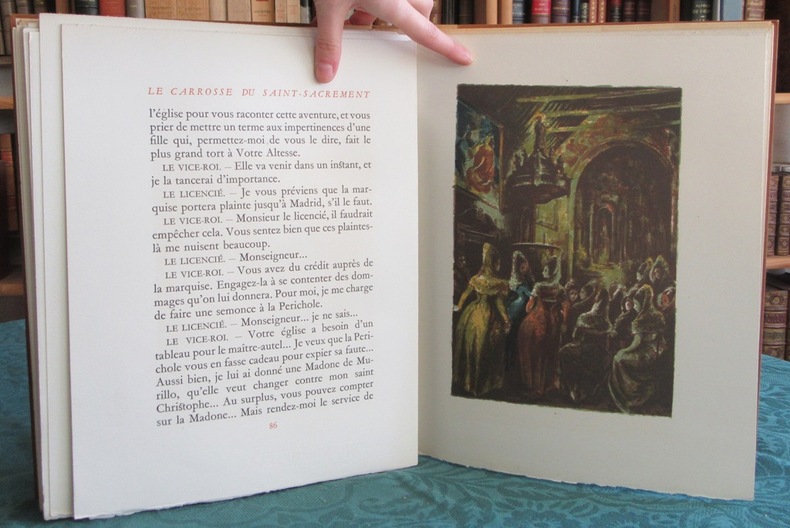 LE CARROSSE DU SAINT-SACREMENT
l'église pour vous raconter cette aventure, et vous
prier de mettre un terme aux impertinences d'une
fille qui, permettez-moi de vous le dire, fait le
plus grand tort à Votre Altesse.
LE VICE-ROI. – Elle va venir dans un instant, et
je la tancerai d'importance.
LE LICENCIÉ. – Je vous préviens que la mar-
quise portera plainte jusqu'à Madrid, s'il le faut.
LE VICE-ROI. – Monsieur le licencié, il faudrait
empêcher cela. Vous sentez bien que ces plaintes-
là me nuisent beaucoup.
LE LICENCIÉ. – Monseigneur...
LE VICE-ROI. – Vous avez du crédit auprès de
la marquise. Engagez-la à se contenter des dom-
mages qu'on lui donnera. Pour moi, je me charge
de faire une semonce à la Perichole.
LE LICENCIÉ. – Monseigneur... je ne sais...
LE VICE-ROI. – Votre église a besoin d'un
tableau pour le maître-autel... Je veux que la Peri-
chole vous en fasse cadeau pour expier sa faute...
Aussi bien, je lui ai donné une Madone de Mu-
rillo, qu'elle veut changer contre mon saint
Christophe... Au surplus, vous pouvez compter
sur la Madone... Mais rendez-moi le service de
86